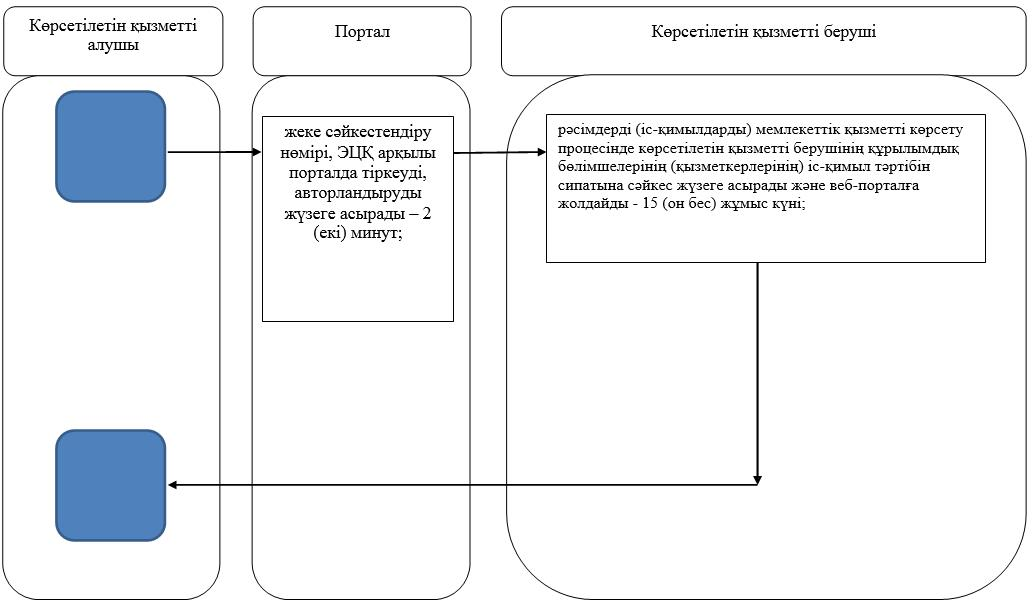 Көрсетілетін қызметті
алушы
Портал
Көрсетілетін қызметті беруші
жеке сәйкестендіру
нөмірі, ЭЦҚ арқылы
порталда тіркеуді,
авторландыруды
жүзеге асырады – 2
(екі) минут;
рәсімдерді (іс-қимылдарды) мемлекеттік қызметті көрсету
процесінде көрсетілетін қызметті берушінің құрылымдық
бөлімшелерінің (қызметкерлерінің) іс-қимыл тәртібін
сипатына сәйкес жүзеге асырады және веб-порталға
жолдайды - 15 (он бес) жұмыс күні;